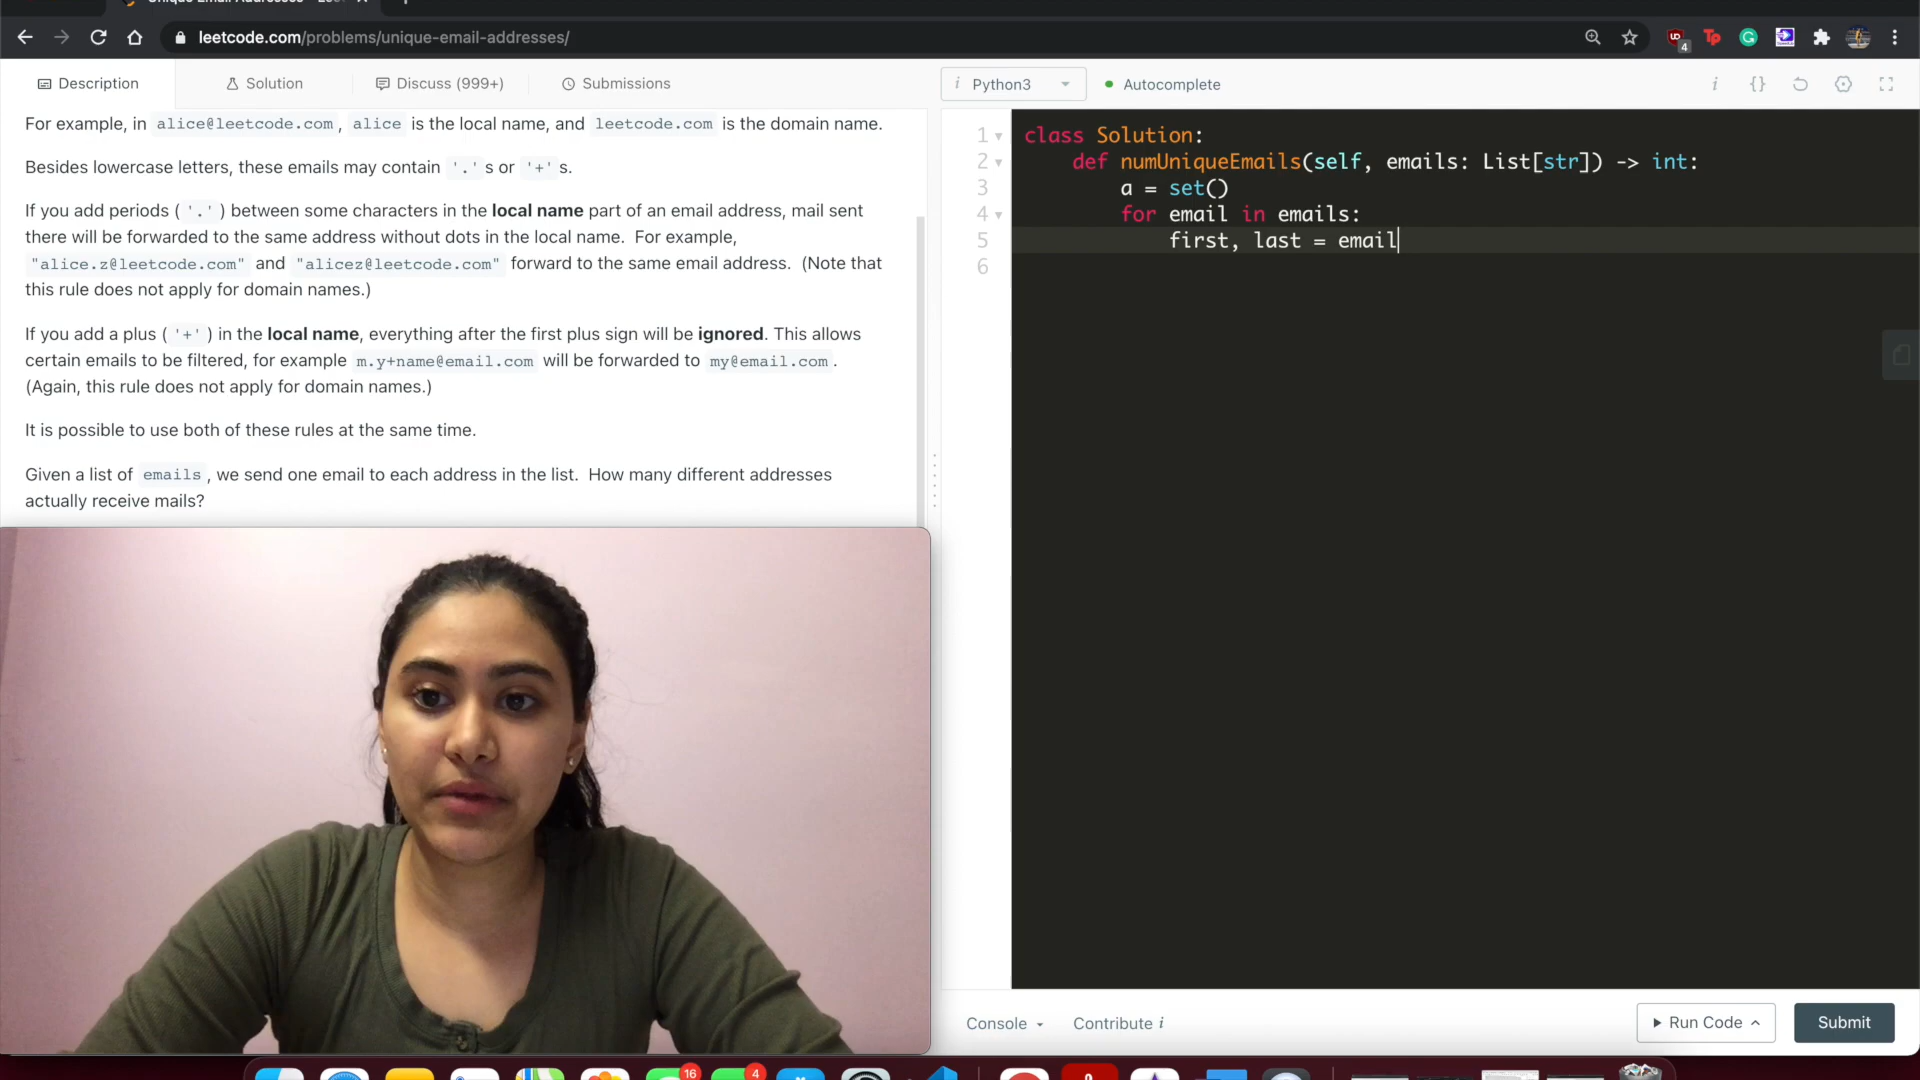 leetcode.com/problems/unique-email-addresses/
4
Description
Solution
Discuss (999+)
Submissions
i
Python3
Autocomplete
i
{}
For example, in alice@leetcode.com, alice is the local name, and leetcode.com is the domain name.
Besides lowercase letters, these emails may contain '.'s or '+'s.
If you add periods ('.') between some characters in the local name part of an email address, mail sent
there will be forwarded to the same address without dots in the local name.  For example,
"alice.z@leetcode.com" and "alicez@leetcode.com" forward to the same email address.  (Note that
this rule does not apply for domain names.)
If you add a plus ('+') in the local name, everything after the first plus sign will be ignored. This allows
certain emails to be filtered, for example m.y+name@email.com will be forwarded to my@email.com.
(Again, this rule does not apply for domain names.)
It is possible to use both of these rules at the same time.
Given a list of emails, we send one email to each address in the list.  How many different addresses
actually receive mails?
1 class Solution:
2     def numUniqueEmails(self, emails: List[str]) -> int:
3         a = set()
4         for email in emails:
5             first, last = email
6
Console
Contribute i
Run Code
Submit
16
4